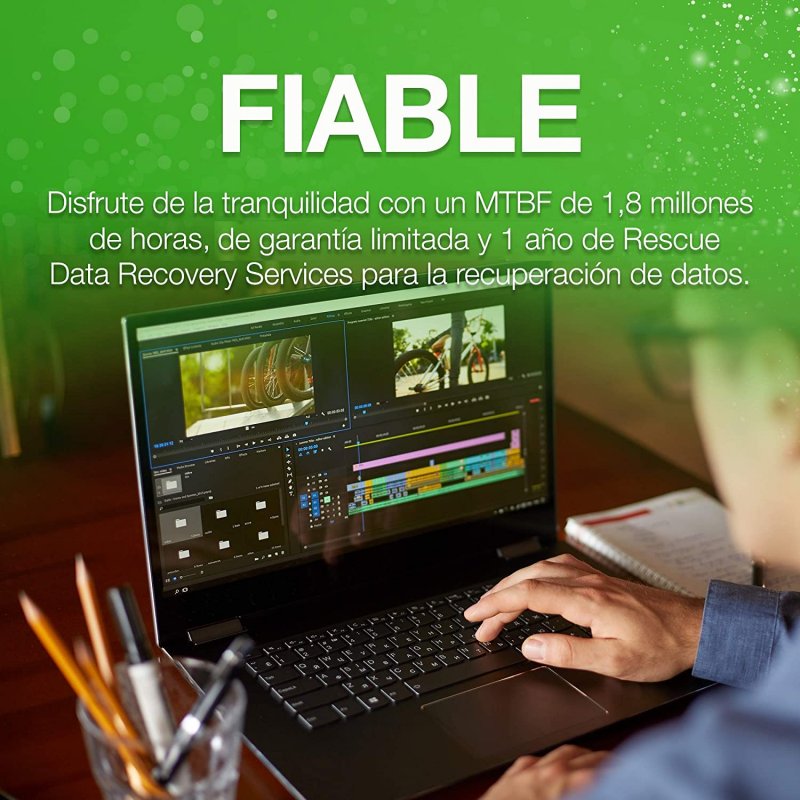 FIABLE
Disfrute de la tranquilidad con un MTBF de 1,8 millones
de horas, de garantía limitada y 1 año de Rescue
Data Recovery Services para la recuperación de datos.